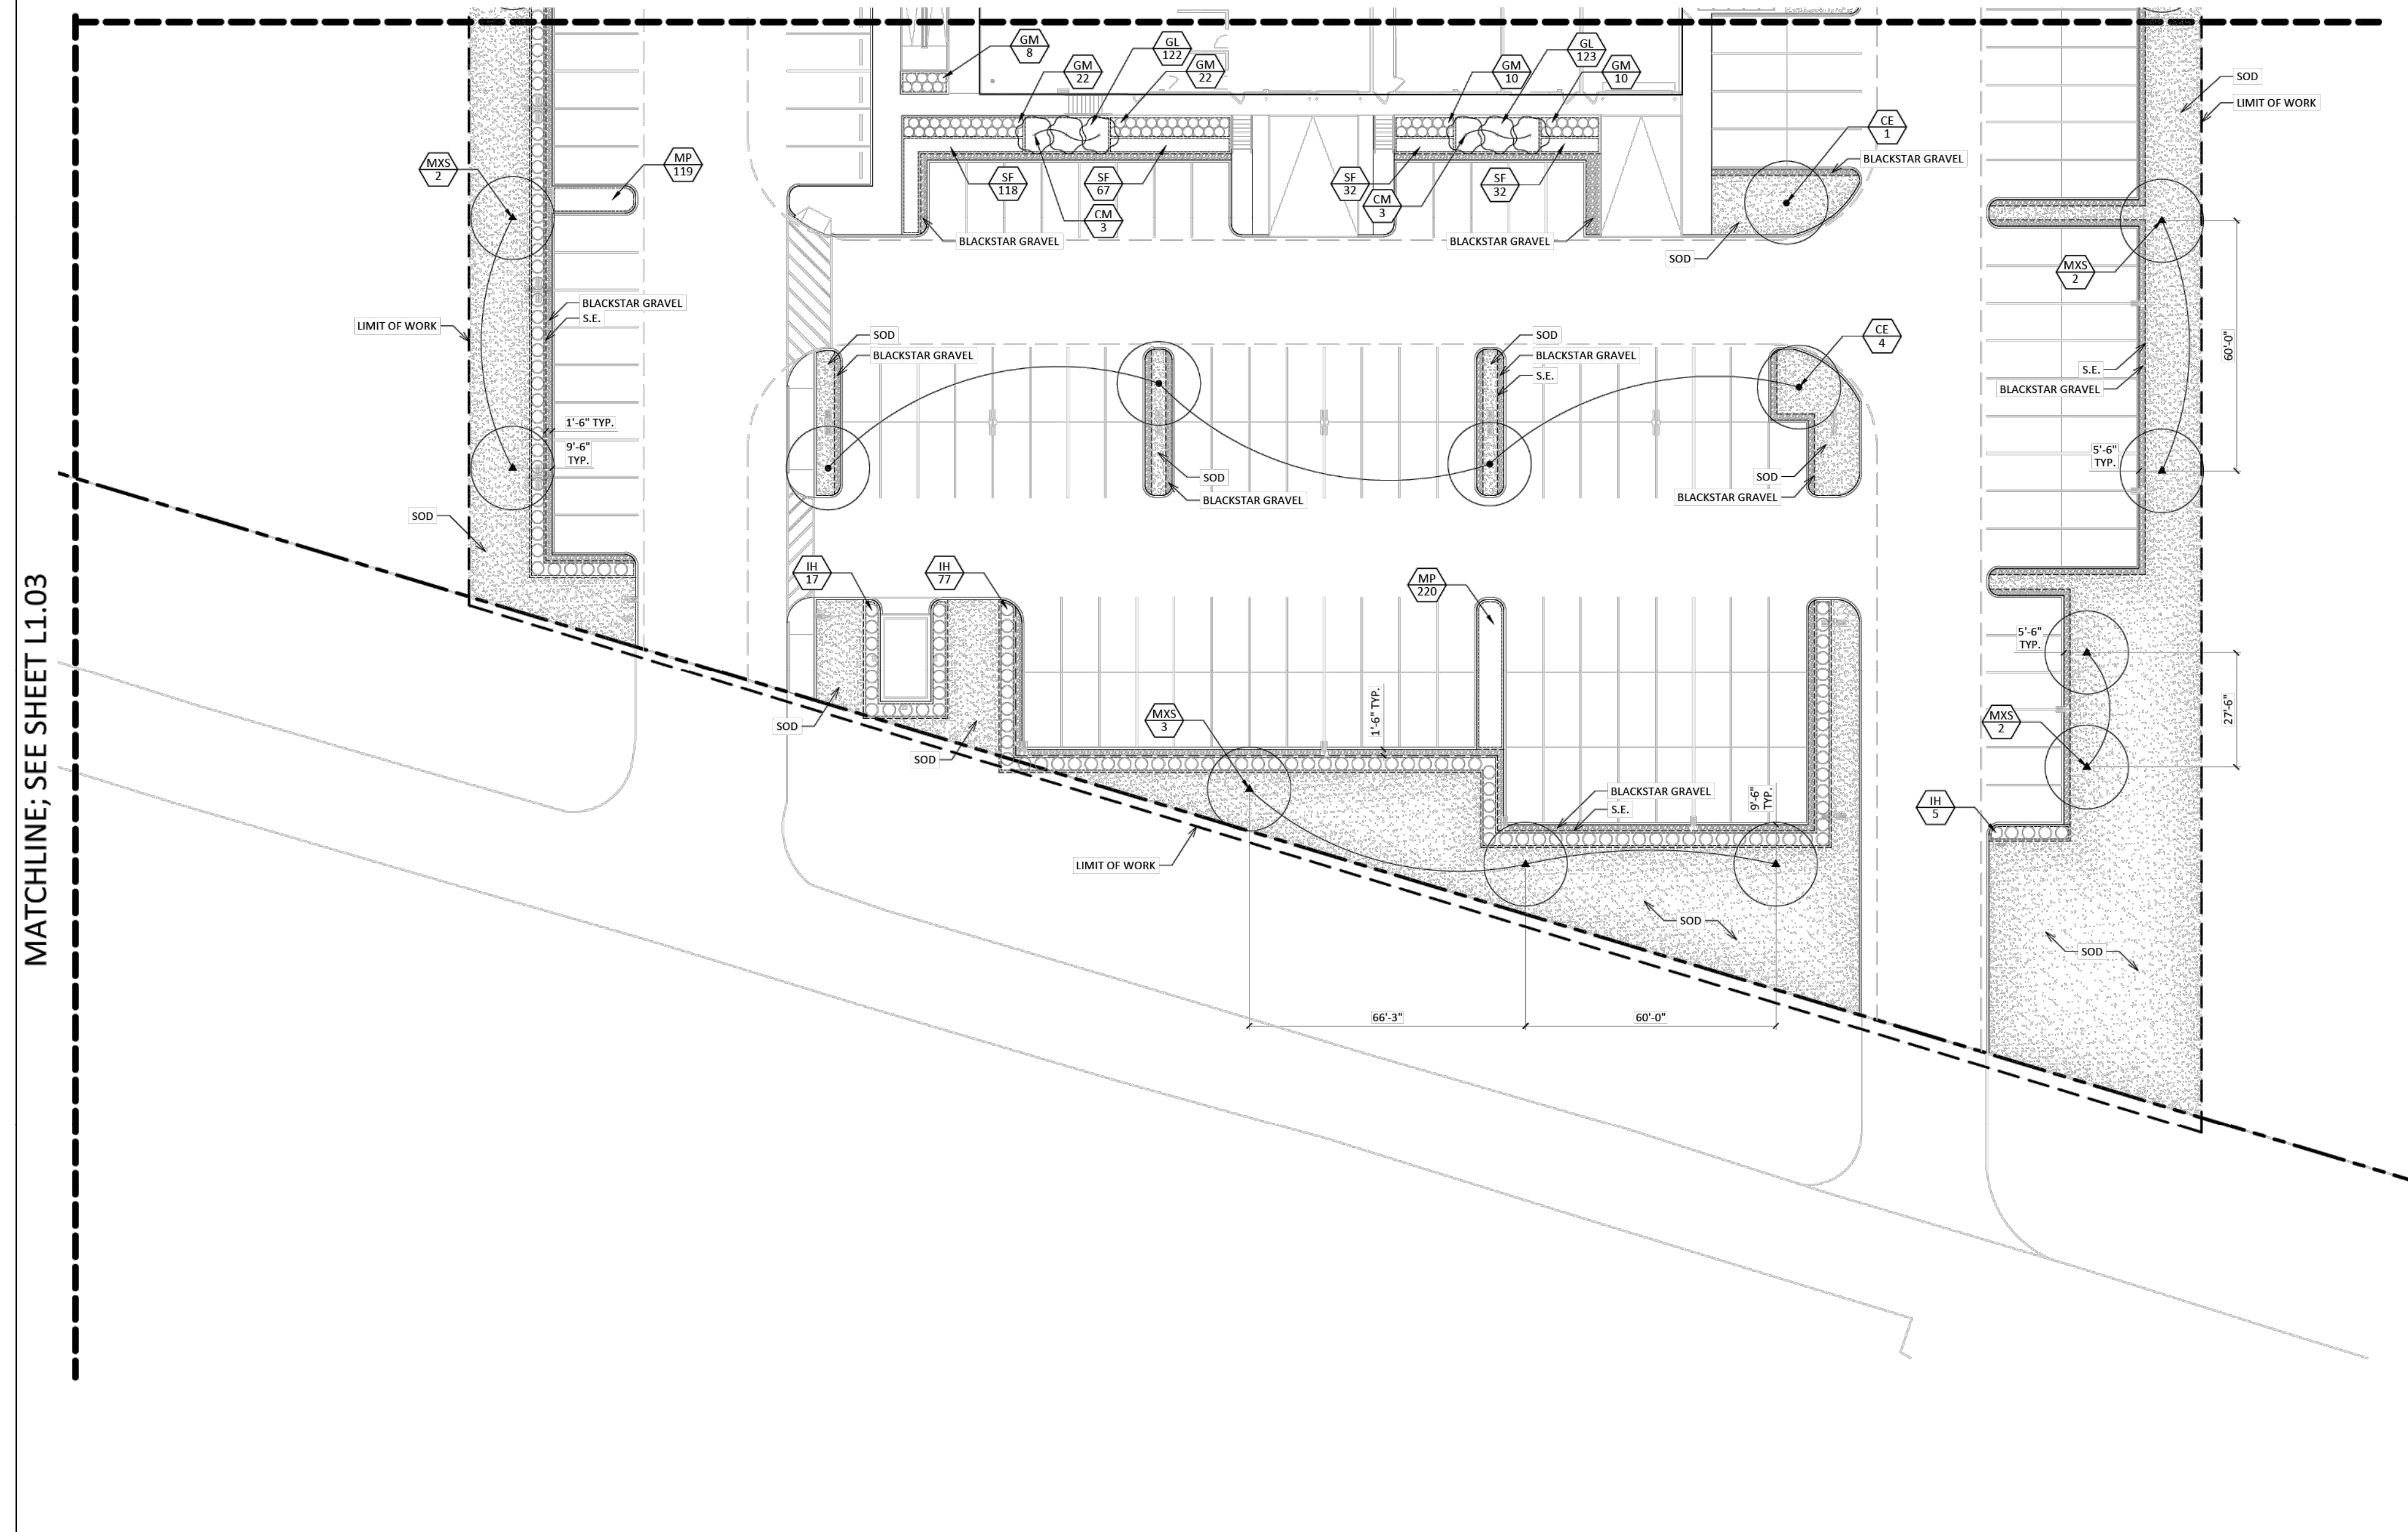 GM
8
GL
122
GM
22
GM
22
GL
123
GM
10
GM
10
SOD
LIMIT OF WORK
CE
1
BLACKSTAR GRAVEL
MXS
2
MP
119
SF
118
SF
67
SF
32
SF
32
CM
3
CM
3
BLACKSTAR GRAVEL
BLACKSTAR GRAVEL
SOD
MXS
2
BLACKSTAR GRAVEL
S.E.
LIMIT OF WORK
SOD
BLACKSTAR GRAVEL
SOD
BLACKSTAR GRAVEL
S.E.
CE
4
60'-0"
S.E.
BLACKSTAR GRAVEL
1'-6" TYP.
9'-6"
TYP.
5'-6"
TYP.
SOD
BLACKSTAR GRAVEL
SOD
BLACKSTAR GRAVEL
SOD
IH
17
IH
77
MP
220
MATCHLINE; SEE SHEET L1.03
5'-6"
TYP.
SOD
SOD
MXS
3
1'-6" TYP.
MXS
2
27'-6"
BLACKSTAR GRAVEL
S.E.
9'-6"
TYP.
IH
5
LIMIT OF WORK
SOD
SOD
66'-3"
60'-0"